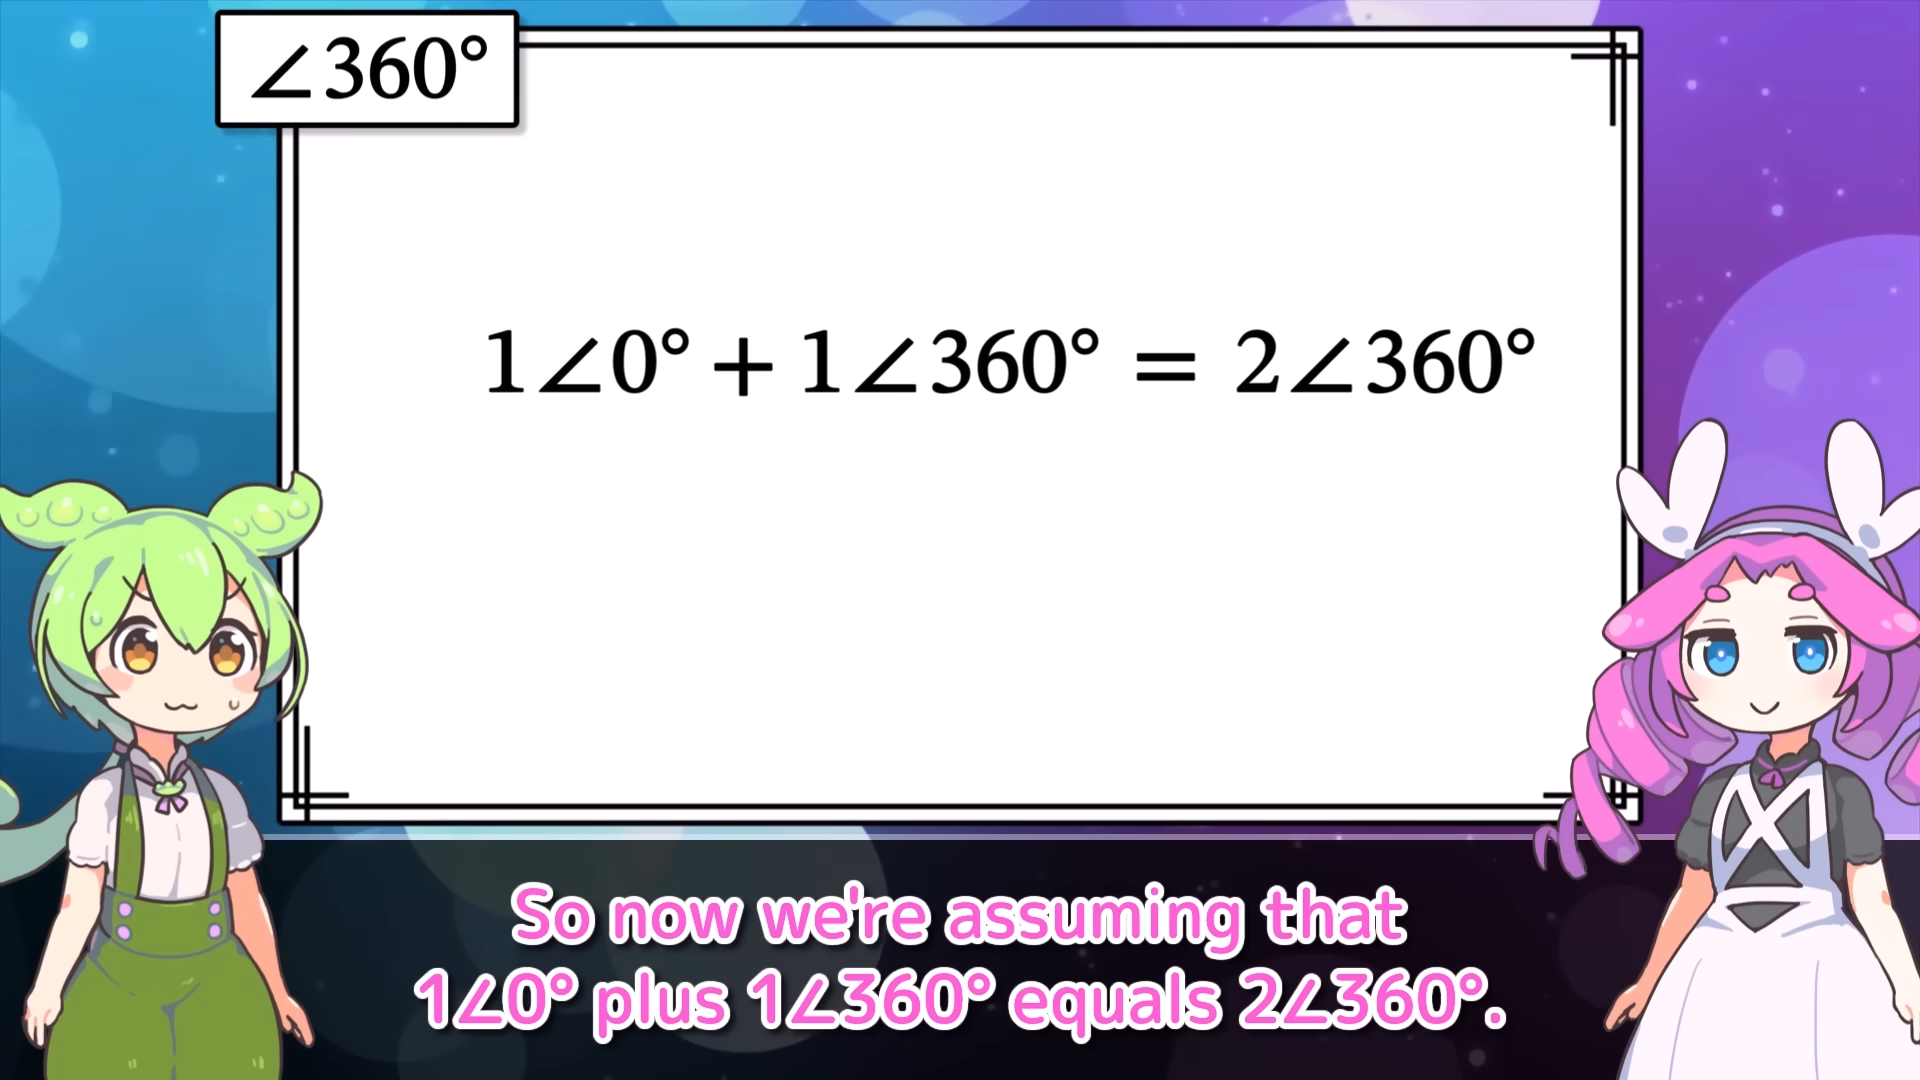 ∠360°
1∠0° + 1∠360° = 2∠360°
So now we're assuming that
1∠0° plus 1∠360° equals 2∠360°.